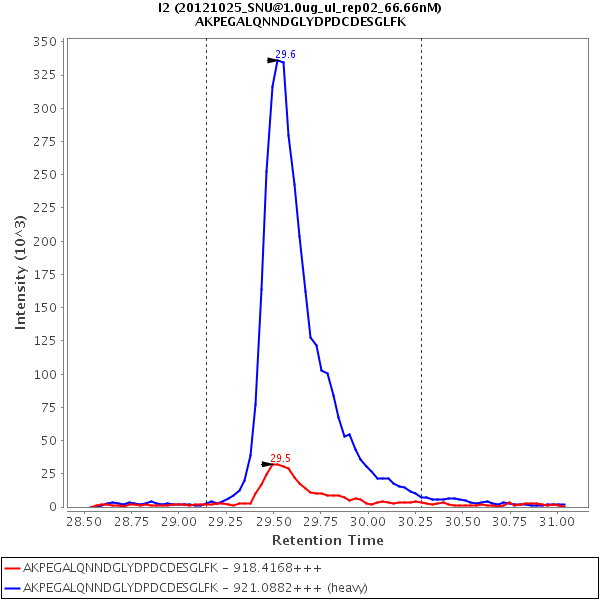 I2 (20121025_SNU@1.0ug_ul_rep02_66.66nM)
AKPEGALQNNDGLYDPDCDESGLFK
350
325
300
275
250
225
200
175
150
125
100
75
50
25
0
Intensity (10^3)
29.6
29.5
28.50 28.75 29.00 29.25 29.50 29.75 30.00 30.25 30.50 30.75 31.00
Retention Time
AKPEGALQNNDGLYDPDCDESGLFK - 918.4168+++
AKPEGALQNNDGLYDPDCDESGLFK - 921.0882+++ (heavy)